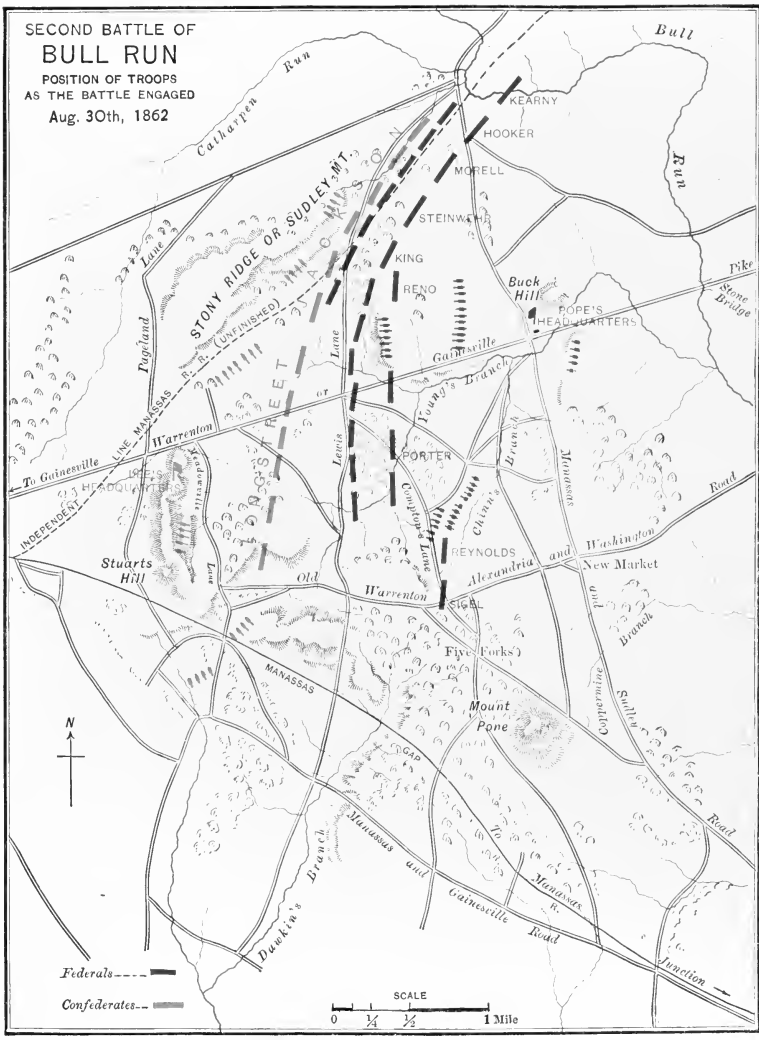 SECOND BATTLE OF
BULL RUN
POSITION OF TROOPS
AS THE BATTLE ENGAGED
Aug. 30th, 1862
Bull
Run
Catharpen Run
KEARNY
HOOKER
MORELL
STEINWEHR
KING
RENO
JACKSON
STONY RIDGE OR SUDLEY MT.
Pageland Lane
INDEPENDENT LINE MANASSAS R. R. (UNFINISHED)
Buck
Hill
POPE'S
HEADQUARTERS
Pike
Stone
Bridge
Warrenton or Gainesville
To Gainesville
LONGSTREET
Lewis Lane
Young's Branch
PORTER
Compton's Lane
Chinn's Branch
REYNOLDS
SIGEL
LEE'S
HEADQUARTERS
Meadowville Lane
Stuarts
Hill
Old Warrenton Alexandria and Washington Road
New Market
Manassas
Sudley
Road
Coppermine Run
Branch
Five Forks
Mount
Pone
MANASSAS GAP
To Manassas R.
Junction
Manassas and Gainesville Road
Dawkin's Branch
N
Federals
Confederates
SCALE
0 ¼ ½ 1 Mile